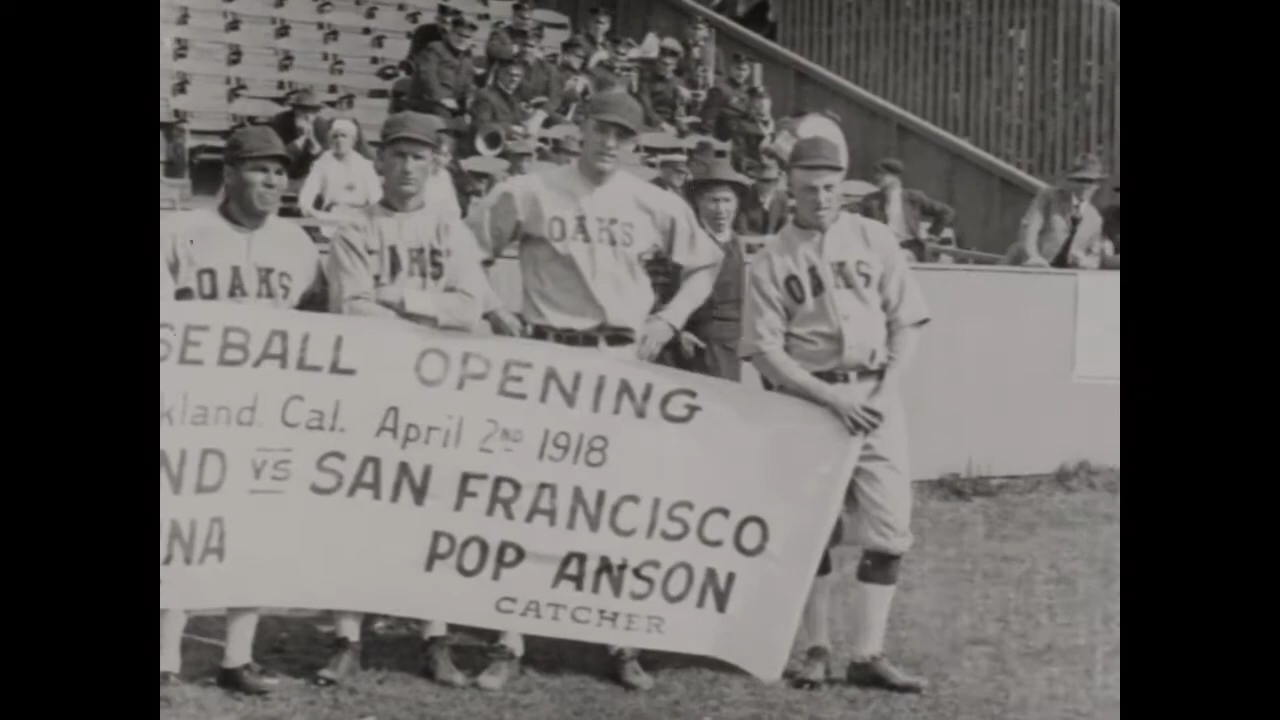 OAKS
OAKS
OAKS
OAKS
SEBALL OPENING
kland. Cal. April 2ND 1918
ND VS SAN FRANCISCO
NA POP ANSON
CATCHER